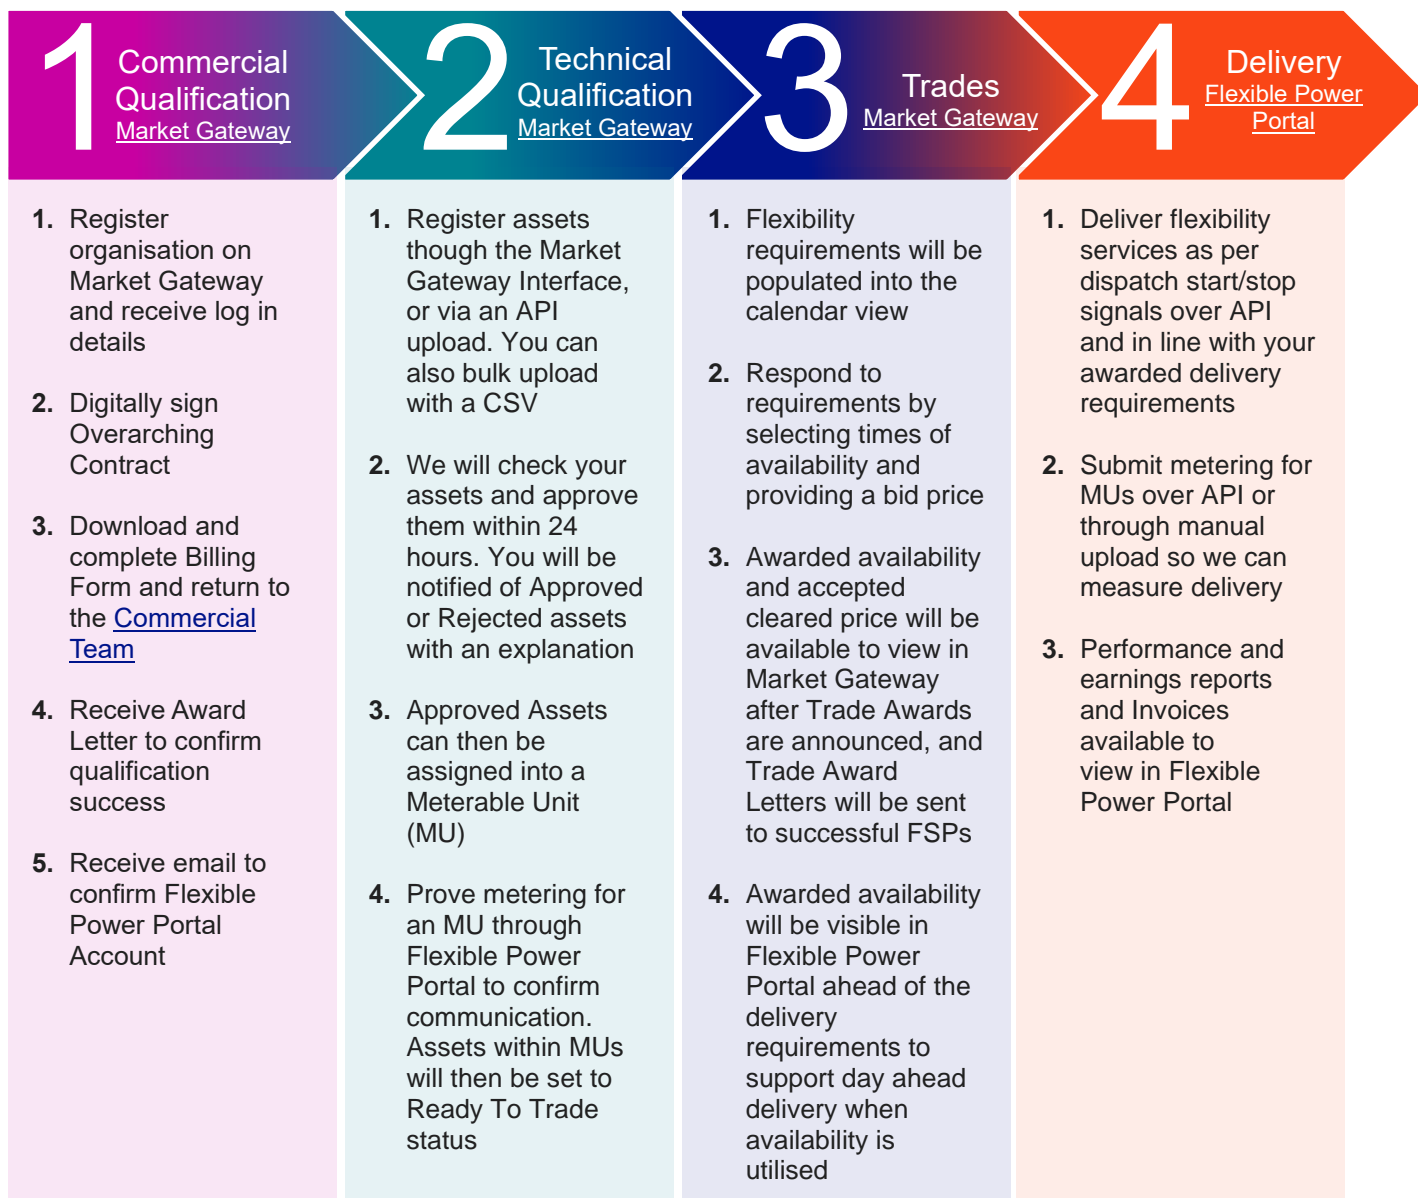 1
Commercial
Qualification
Market Gateway
1. Register
organisation on
Market Gateway
and receive log in
details
2. Digitally sign
Overarching
Contract
3. Download and
complete Billing
Form and return to
the Commercial
Team
4. Receive Award
Letter to confirm
qualification
success
5. Receive email to
confirm Flexible
Power Portal
Account
2
Technical
Qualification
Market Gateway
1. Register assets
though the Market
Gateway Interface,
or via an API
upload. You can
also bulk upload
with a CSV
2. We will check your
assets and approve
them within 24
hours. You will be
notified of Approved
or Rejected assets
with an explanation
3. Approved Assets
can then be
assigned into a
Meterable Unit
(MU)
4. Prove metering for
an MU through
Flexible Power
Portal to confirm
communication.
Assets within MUs
will then be set to
Ready To Trade
status
3
Trades
Market Gateway
1. Flexibility
requirements will be
populated into the
calendar view
2. Respond to
requirements by
selecting times of
availability and
providing a bid price
3. Awarded availability
and accepted
cleared price will be
available to view in
Market Gateway
after Trade Awards
are announced, and
Trade Award
Letters will be sent
to successful FSPs
4. Awarded availability
will be visible in
Flexible Power
Portal ahead of the
delivery
requirements to
support day ahead
delivery when
availability is
utilised
4
Delivery
Flexible Power
Portal
1. Deliver flexibility
services as per
dispatch start/stop
signals over API
and in line with your
awarded delivery
requirements
2. Submit metering for
MUs over API or
through manual
upload so we can
measure delivery
3. Performance and
earnings reports
and Invoices
available to
view in Flexible
Power Portal